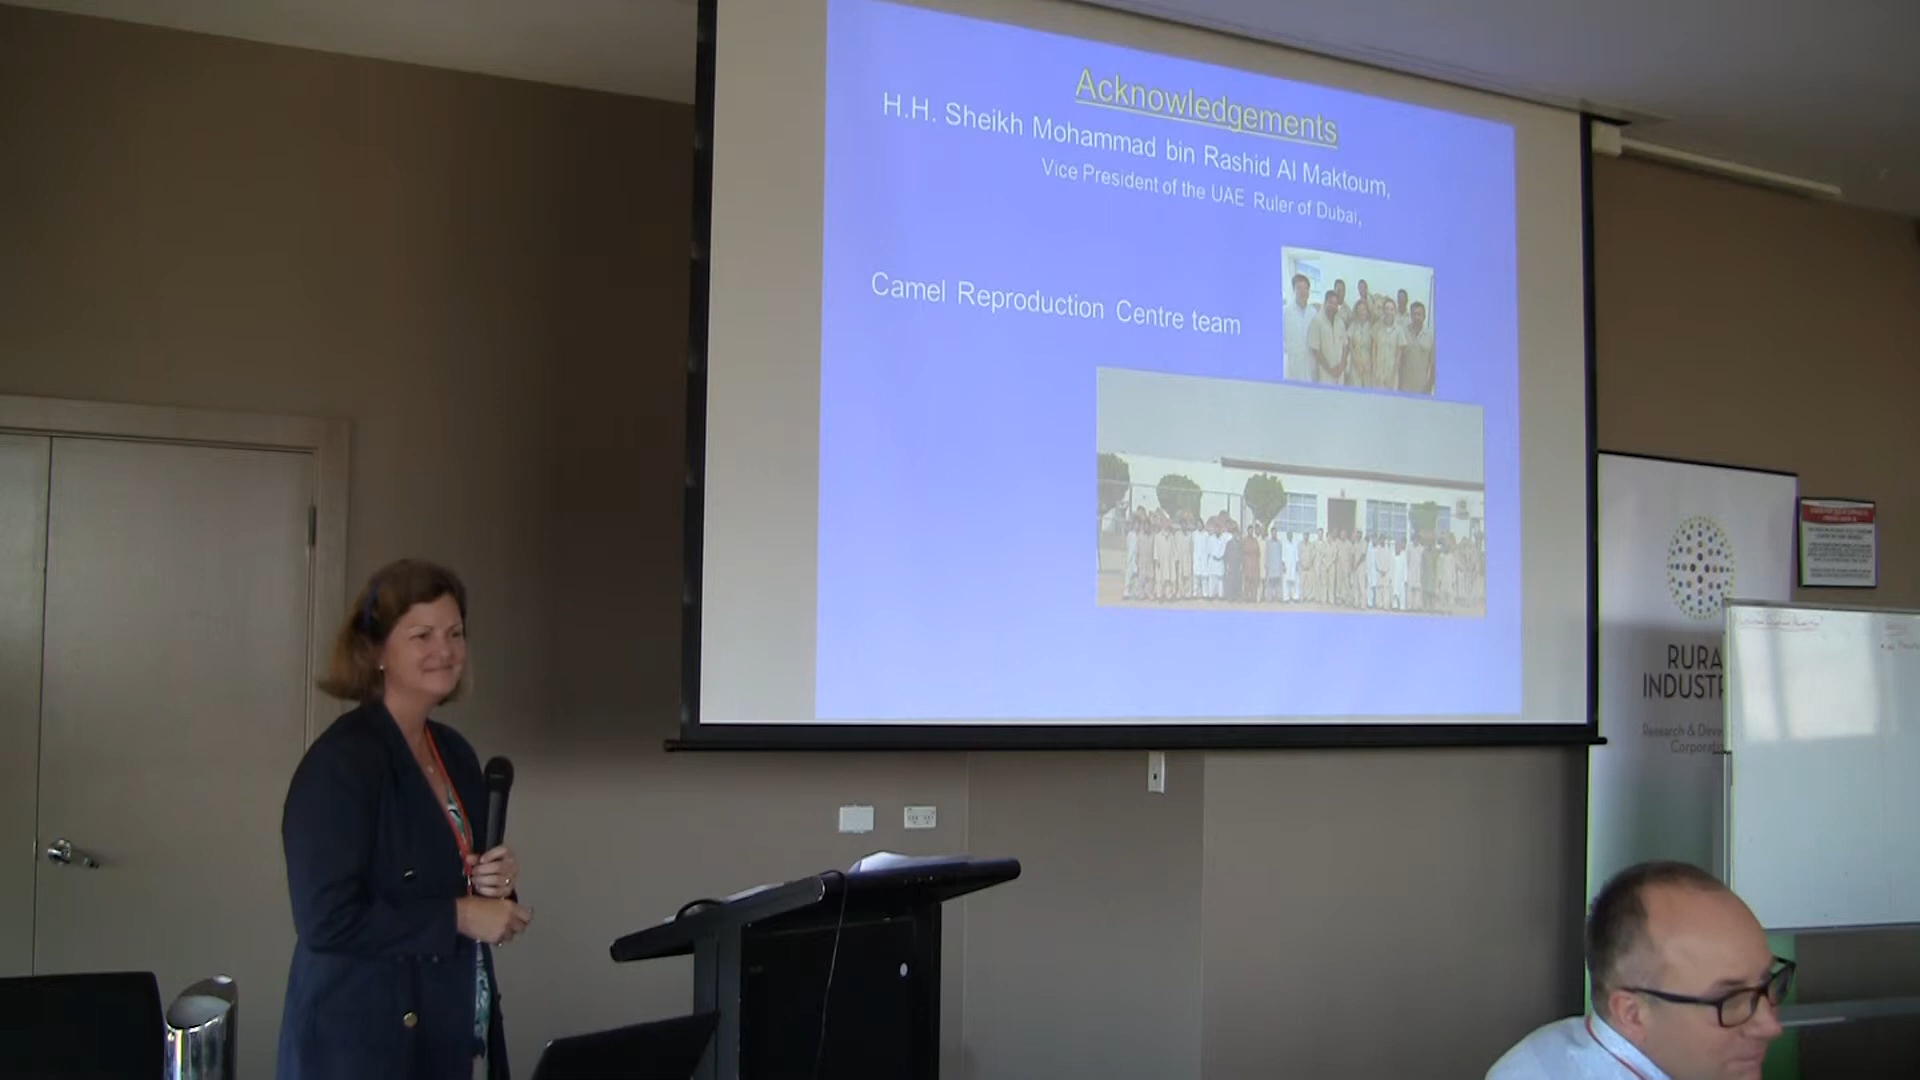 Acknowledgements
H.H. Sheikh Mohammad bin Rashid Al Maktoum,
Vice President of the UAE Ruler of Dubai,
Camel Reproduction Centre team
RURA
INDUSTR
Research & Deve
Corporati